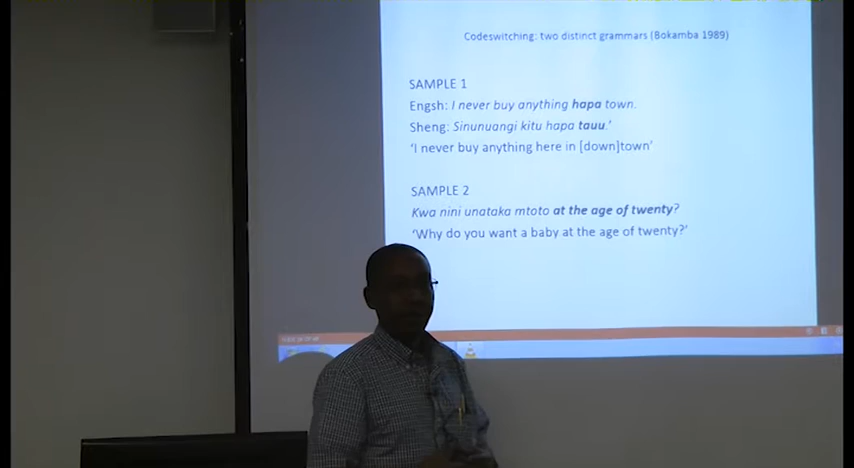 Codeswitching: two distinct grammars (Bokamba 1989)
SAMPLE 1
Engsh: I never buy anything hapa town.
Sheng: Sinunuangi kitu hapa tauu.’
‘I never buy anything here in [down]town’
SAMPLE 2
Kwa nini unataka mtoto at the age of twenty?
‘Why do you want a baby at the age of twenty?’